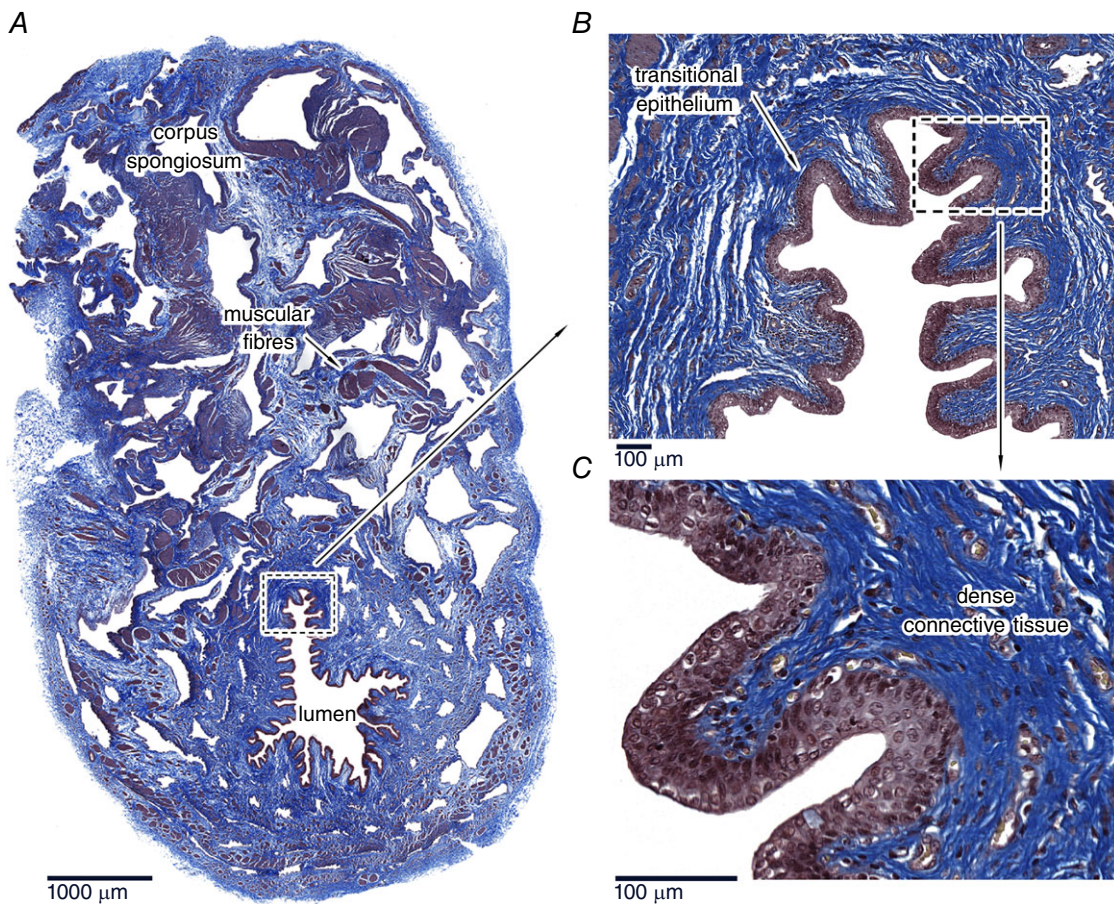 A
corpus
spongiosum
muscular
fibres
lumen
1000 μm
B
transitional
epithelium
100 μm
C
dense
connective tissue
100 μm